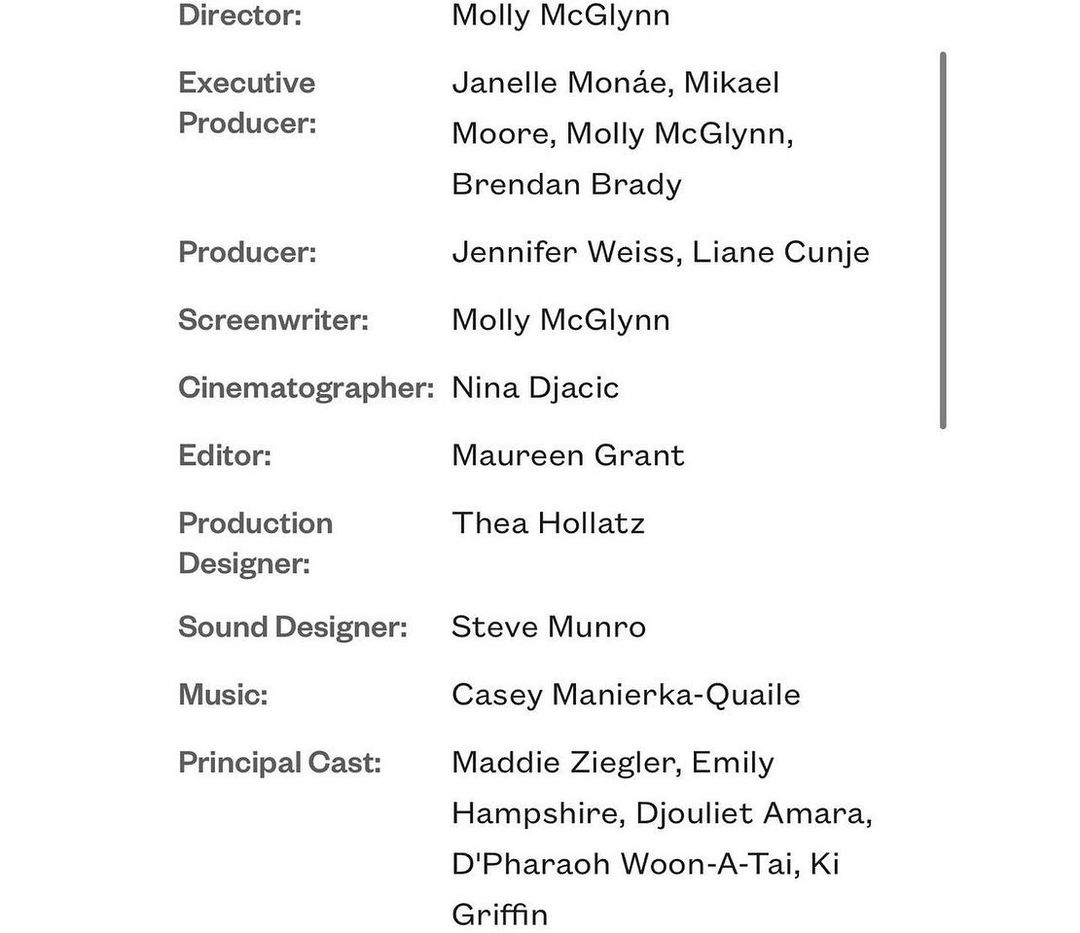 Director: Molly McGlynn
Executive Producer: Janelle Monáe, Mikael
Moore, Molly McGlynn,
Brendan Brady
Producer: Jennifer Weiss, Liane Cunje
Screenwriter: Molly McGlynn
Cinematographer: Nina Djacic
Editor: Maureen Grant
Production Designer: Thea Hollatz
Sound Designer: Steve Munro
Music: Casey Manierka-Quaile
Principal Cast: Maddie Ziegler, Emily
Hampshire, Djouliet Amara,
D'Pharaoh Woon-A-Tai, Ki
Griffin